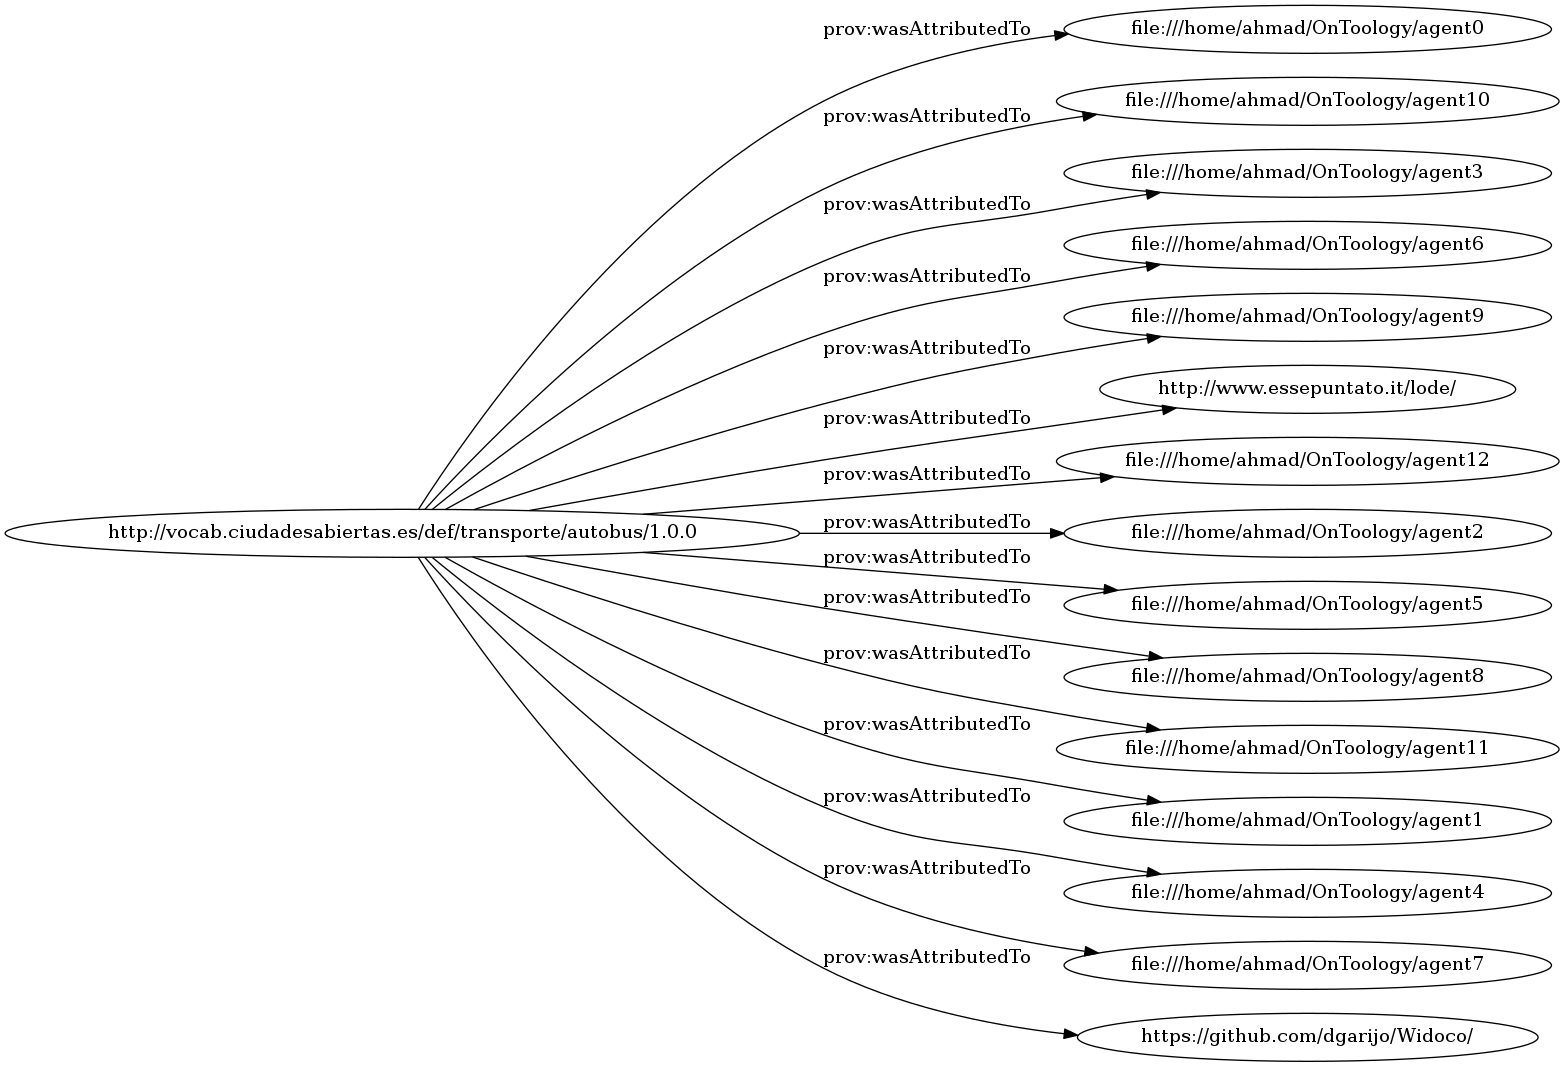 prov:wasAttributedTo
file:///home/ahmad/OnToology/agent0
prov:wasAttributedTo
file:///home/ahmad/OnToology/agent10
prov:wasAttributedTo
file:///home/ahmad/OnToology/agent3
prov:wasAttributedTo
file:///home/ahmad/OnToology/agent6
prov:wasAttributedTo
file:///home/ahmad/OnToology/agent9
prov:wasAttributedTo
http://www.essepuntato.it/lode/
prov:wasAttributedTo
file:///home/ahmad/OnToology/agent12
http://vocab.ciudadesabiertas.es/def/transporte/autobus/1.0.0
prov:wasAttributedTo
file:///home/ahmad/OnToology/agent2
prov:wasAttributedTo
file:///home/ahmad/OnToology/agent5
prov:wasAttributedTo
file:///home/ahmad/OnToology/agent8
prov:wasAttributedTo
file:///home/ahmad/OnToology/agent11
prov:wasAttributedTo
file:///home/ahmad/OnToology/agent1
prov:wasAttributedTo
file:///home/ahmad/OnToology/agent4
prov:wasAttributedTo
file:///home/ahmad/OnToology/agent7
prov:wasAttributedTo
https://github.com/dgarijo/Widoco/